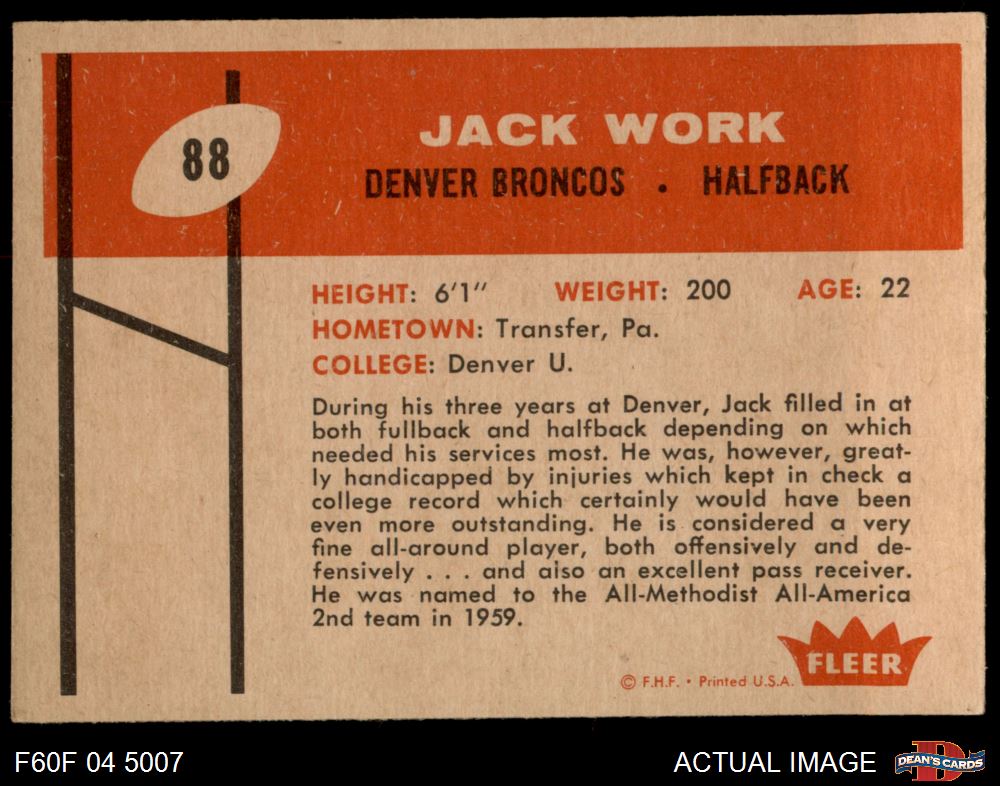 88
JACK WORK
DENVER BRONCOS • HALFBACK
HEIGHT: 6'1" WEIGHT: 200 AGE: 22
HOMETOWN: Transfer, Pa.
COLLEGE: Denver U.
During his three years at Denver, Jack filled in at
both fullback and halfback depending on which
needed his services most. He was, however, great-
ly handicapped by injuries which kept in check a
college record which certainly would have been
even more outstanding. He is considered a very
fine all-around player, both offensively and de-
fensively . . . and also an excellent pass receiver.
He was named to the All-Methodist All-America
2nd team in 1959.
FLEER
© F.H.F. • Printed U.S.A.
F60F 04 5007
ACTUAL IMAGE
D
DEAN'S CARDS